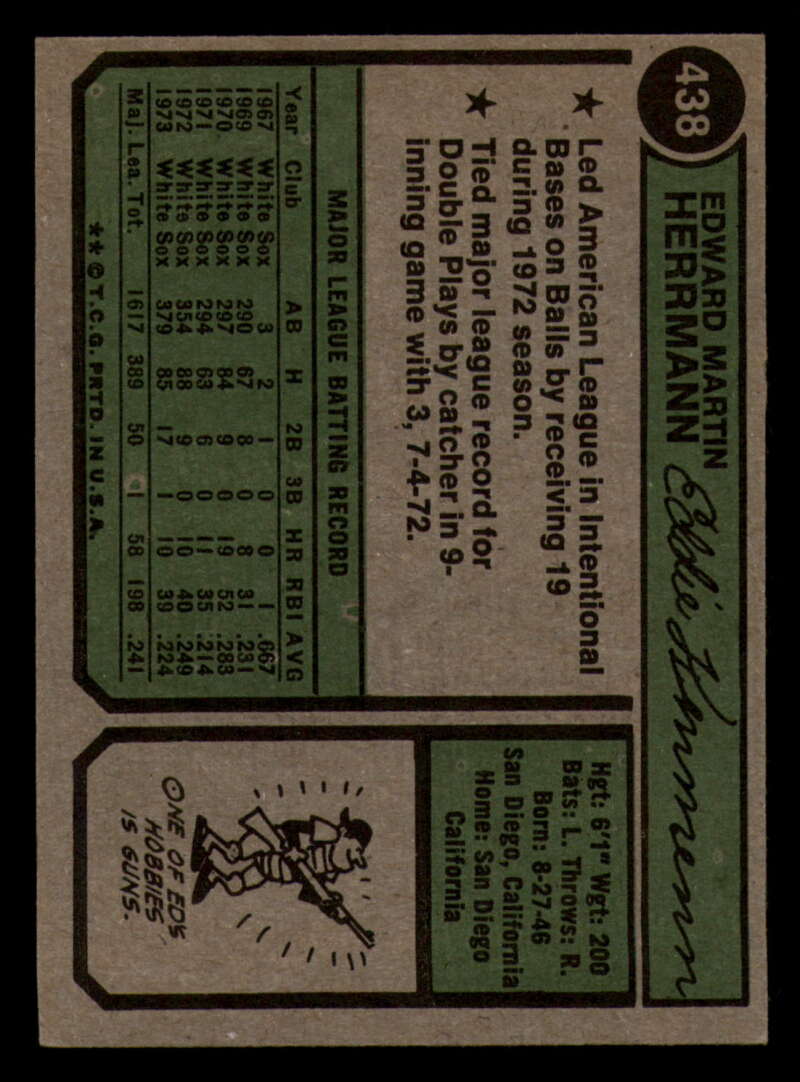 438
EDWARD MARTIN
HERRMANN
Eddie Herrmann
★ Led American League in Intentional
Bases on Balls by receiving 19
during 1972 season.
★ Tied major league record for
Double Plays by catcher in 9-
inning game with 3, 7-4-72.
MAJOR LEAGUE BATTING RECORD
Year Club AB H 2B 3B HR RBI AVG
1967 White Sox 3 2 1 0 0 1 .667
1969 White Sox 290 67 8 0 8 31 .231
1970 White Sox 297 84 9 0 19 52 .283
1971 White Sox 294 63 6 0 11 35 .214
1972 White Sox 354 88 9 0 10 40 .249
1973 White Sox 379 85 17 1 10 39 .224
Maj. Lea. Tot. 1617 389 50 1 58 198 .241
**©T.C.G. PRTD. IN U.S.A.
Hgt: 6'1" Wgt: 200
Bats: L. Throws: R.
Born: 8-27-46
San Diego, California
Home: San Diego
California
ONE OF EDS
HOBBIES
IS GUNS.